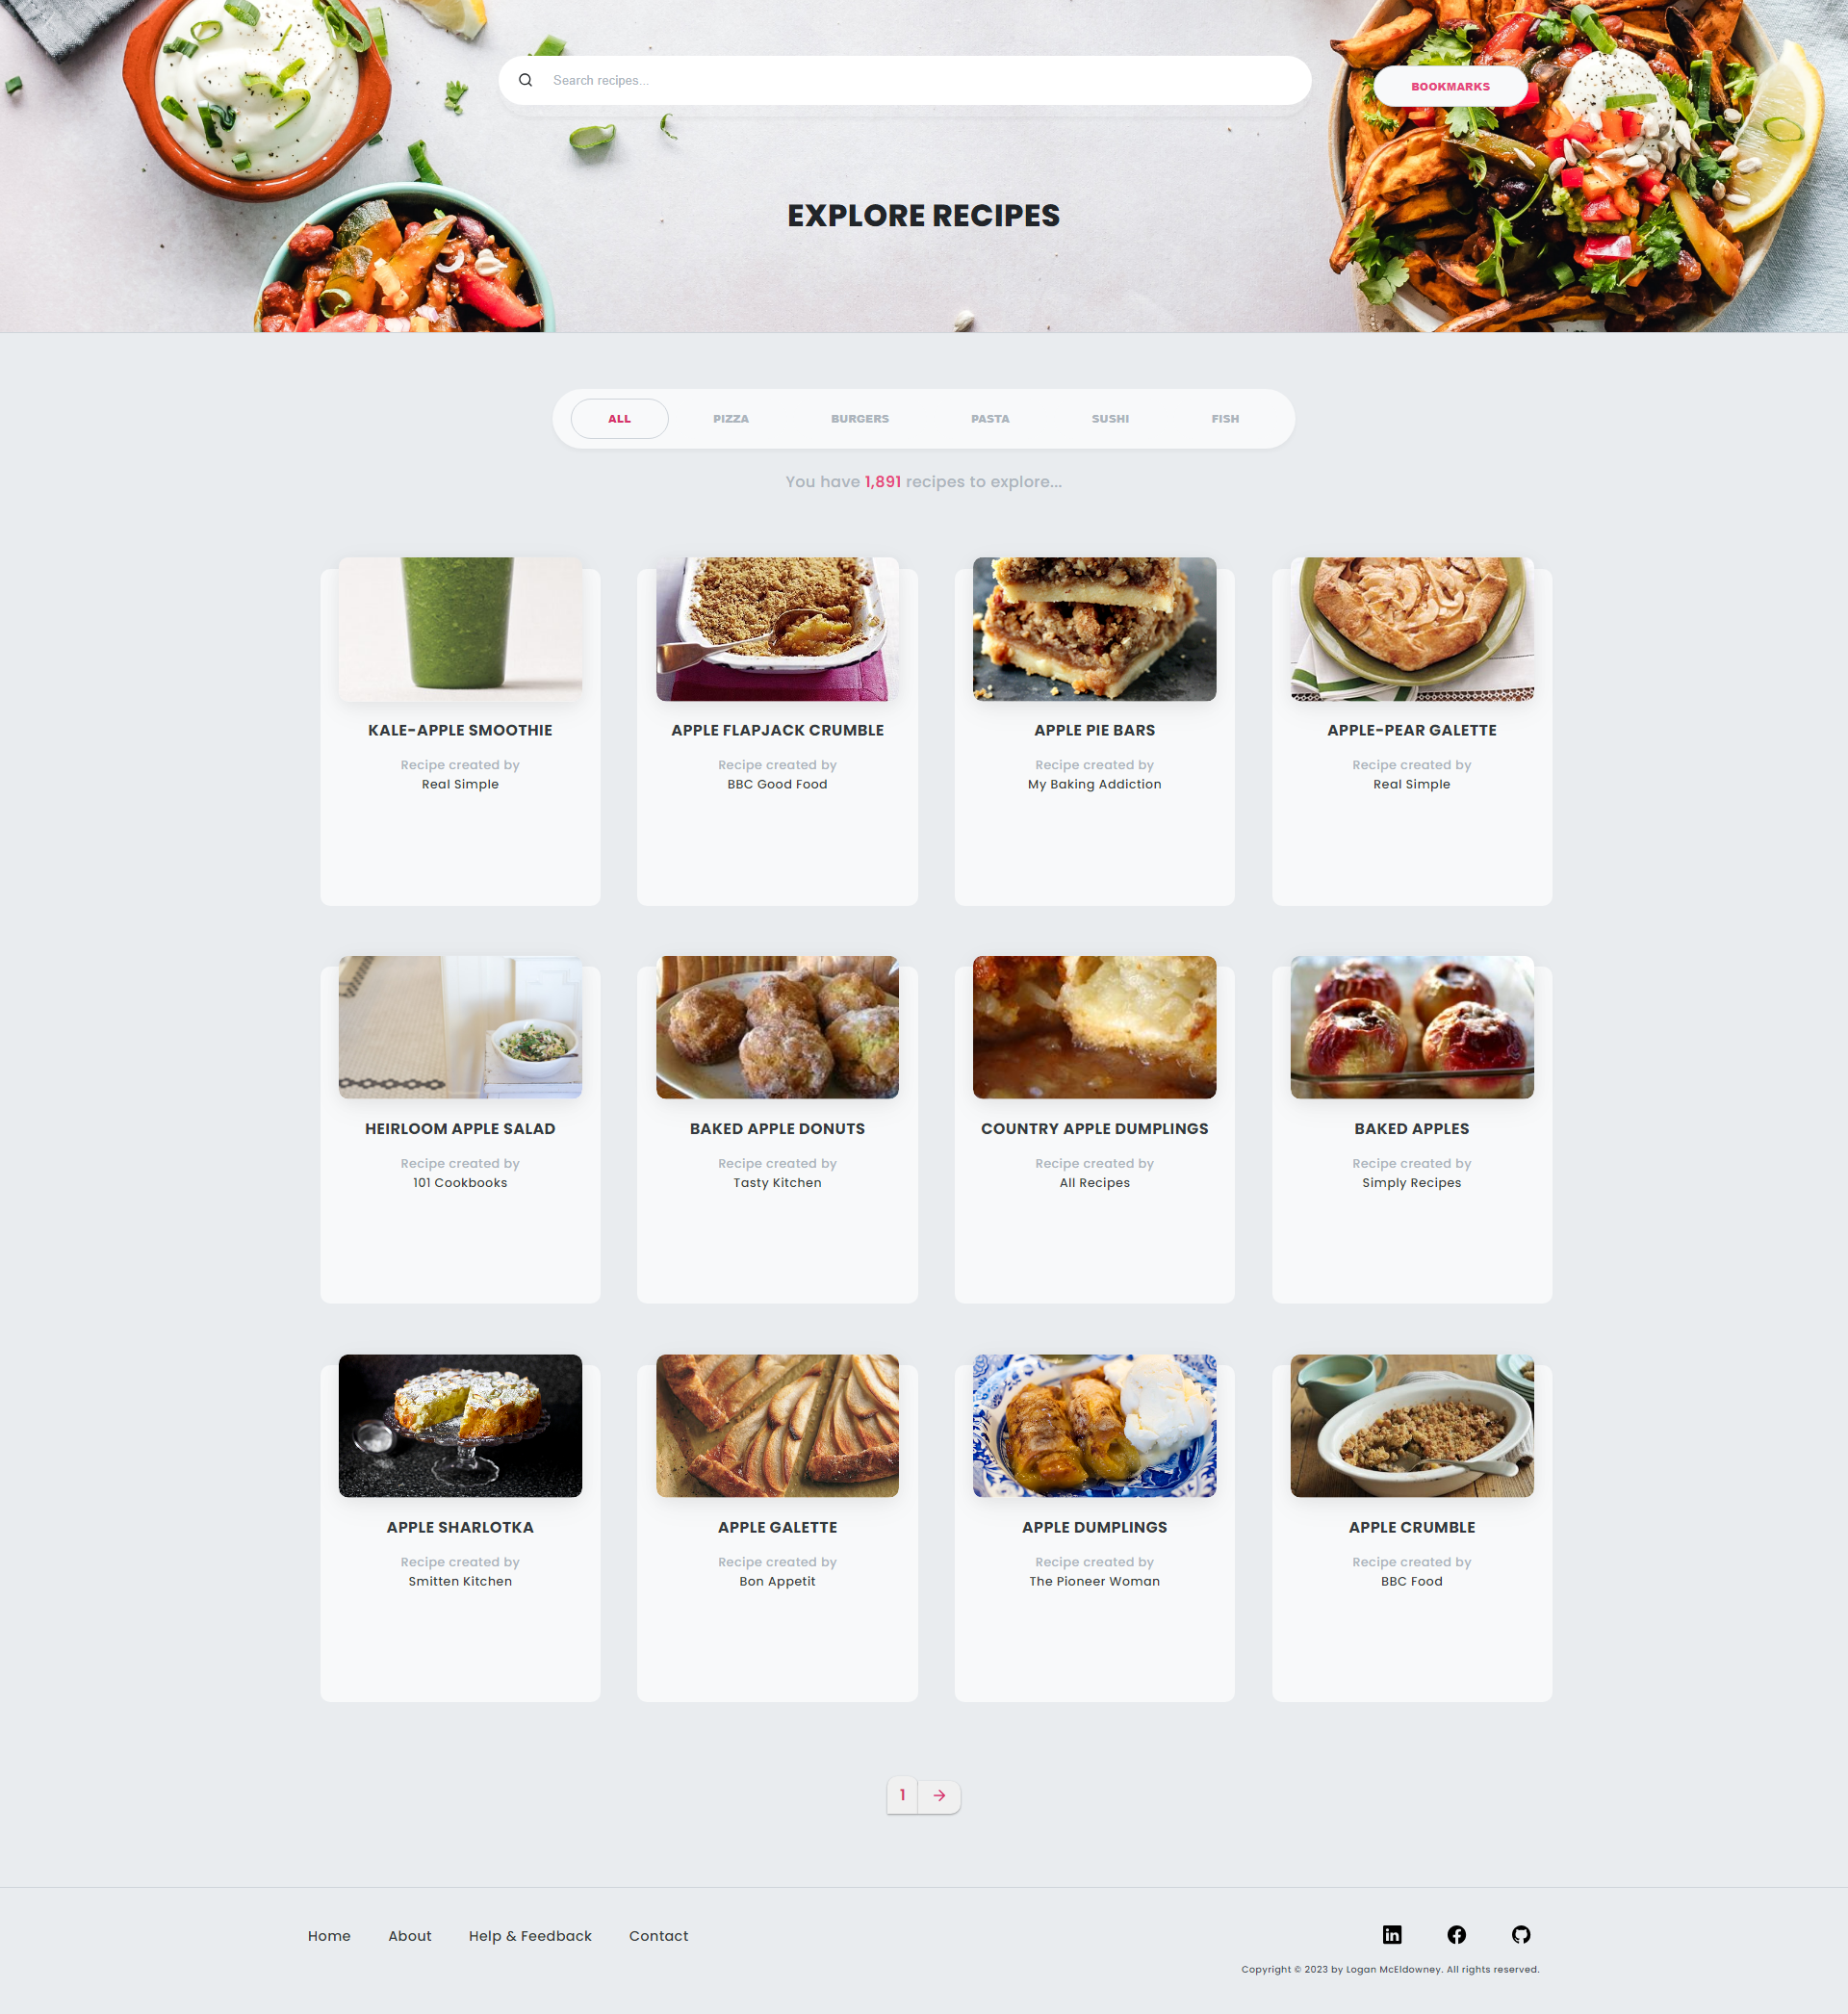 Search recipes...
BOOKMARKS
EXPLORE RECIPES
ALL PIZZA BURGERS PASTA SUSHI FISH
You have 1,891 recipes to explore...
KALE-APPLE SMOOTHIE
Recipe created by
Real Simple
APPLE FLAPJACK CRUMBLE
Recipe created by
BBC Good Food
APPLE PIE BARS
Recipe created by
My Baking Addiction
APPLE-PEAR GALETTE
Recipe created by
Real Simple
HEIRLOOM APPLE SALAD
Recipe created by
101 Cookbooks
BAKED APPLE DONUTS
Recipe created by
Tasty Kitchen
COUNTRY APPLE DUMPLINGS
Recipe created by
All Recipes
BAKED APPLES
Recipe created by
Simply Recipes
APPLE SHARLOTKA
Recipe created by
Smitten Kitchen
APPLE GALETTE
Recipe created by
Bon Appetit
APPLE DUMPLINGS
Recipe created by
The Pioneer Woman
APPLE CRUMBLE
Recipe created by
BBC Food
1
Home About Help & Feedback Contact
Copyright © 2023 by Logan McEldowney. All rights reserved.